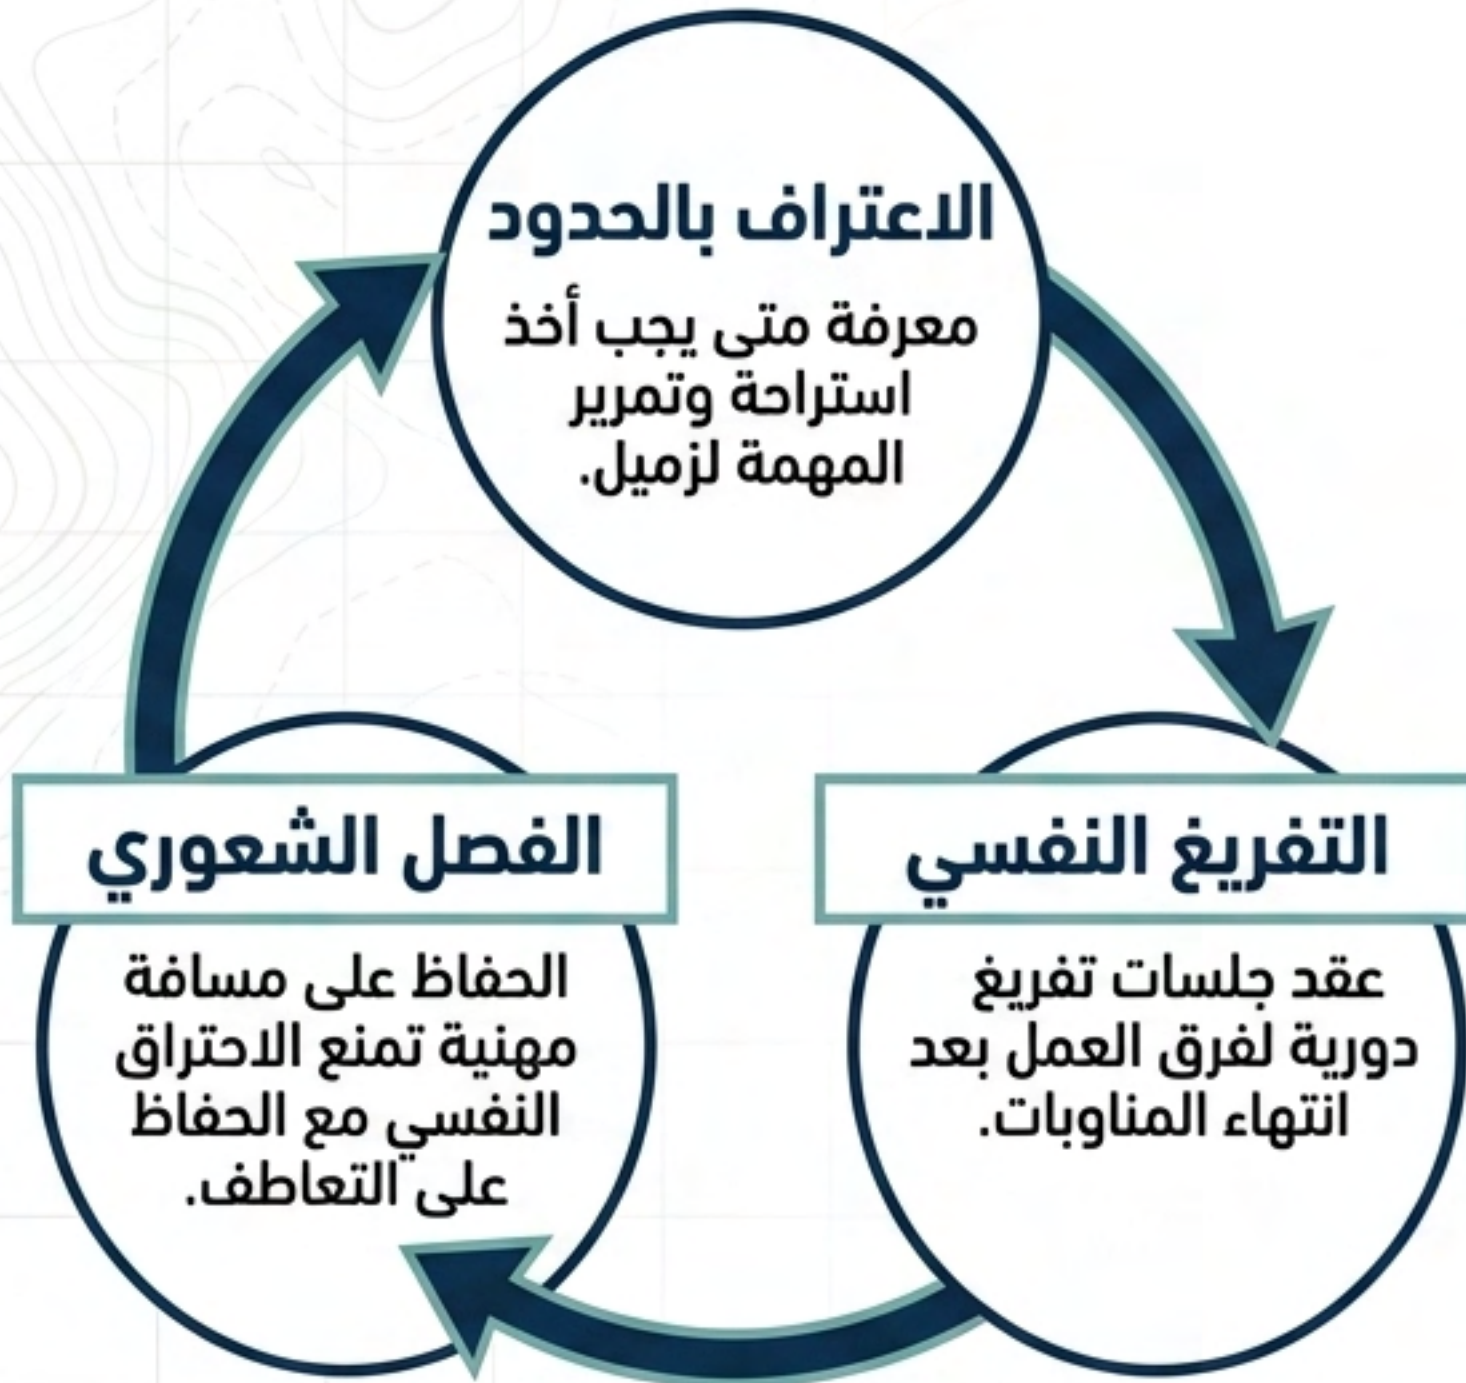 الاعتراف بالحدود
معرفة متى يجب أخذ
استراحة وتمرير
المهمة لزميل.
التفريغ النفسي
عقد جلسات تفريغ
دورية لفرق العمل بعد
انتهاء المناوبات.
الفصل الشعوري
الحفاظ على مسافة
مهنية تمنع الاحتراق
النفسي مع الحفاظ
على التعاطف.